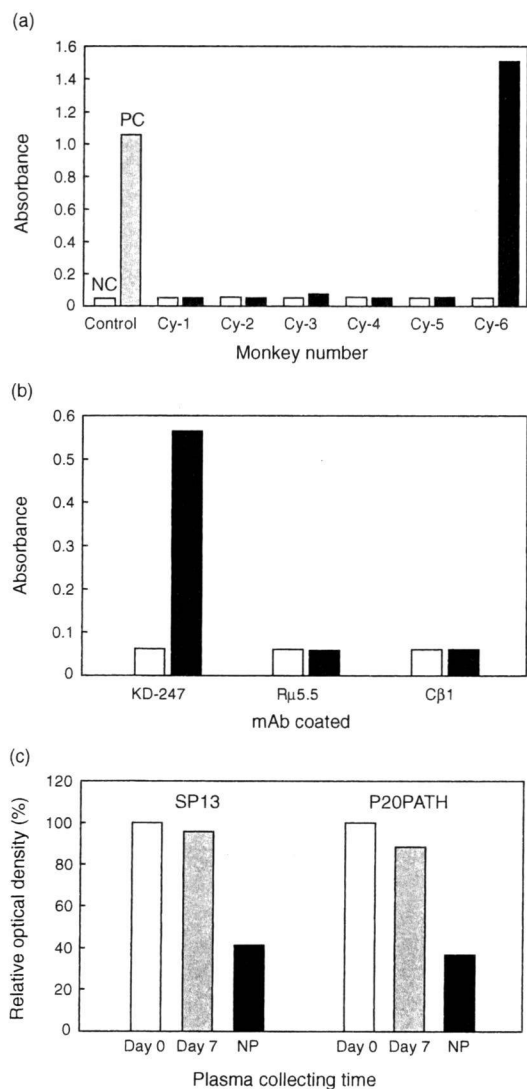 (a)
1.6
1.4
1.2
1.0
0.8
0.6
0.4
0.2
0
Absorbance
NC
PC
Control Cy-1 Cy-2 Cy-3 Cy-4 Cy-5 Cy-6
Monkey number
(b)
0.6
0.5
0.4
0.3
0.2
0.1
0
Absorbance
KD-247 Rμ5.5 Cβ1
mAb coated
(c)
120
100
80
60
40
20
0
Relative optical density (%)
SP13 P20PATH
Day 0 Day 7 NP Day 0 Day 7 NP
Plasma collecting time